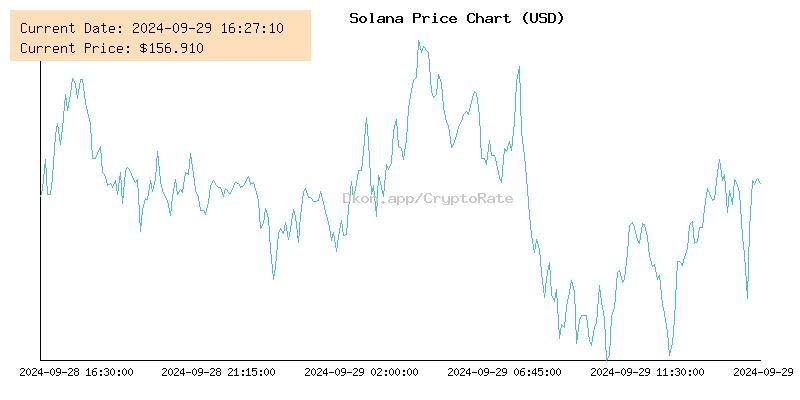 Solana Price Chart (USD)
Current Date: 2024-09-29 16:27:10
Current Price: $156.910
Dkon.app/CryptoRate
2024-09-28 16:30:00 2024-09-28 21:15:00 2024-09-29 02:00:00 2024-09-29 06:45:00 2024-09-29 11:30:00 2024-09-29